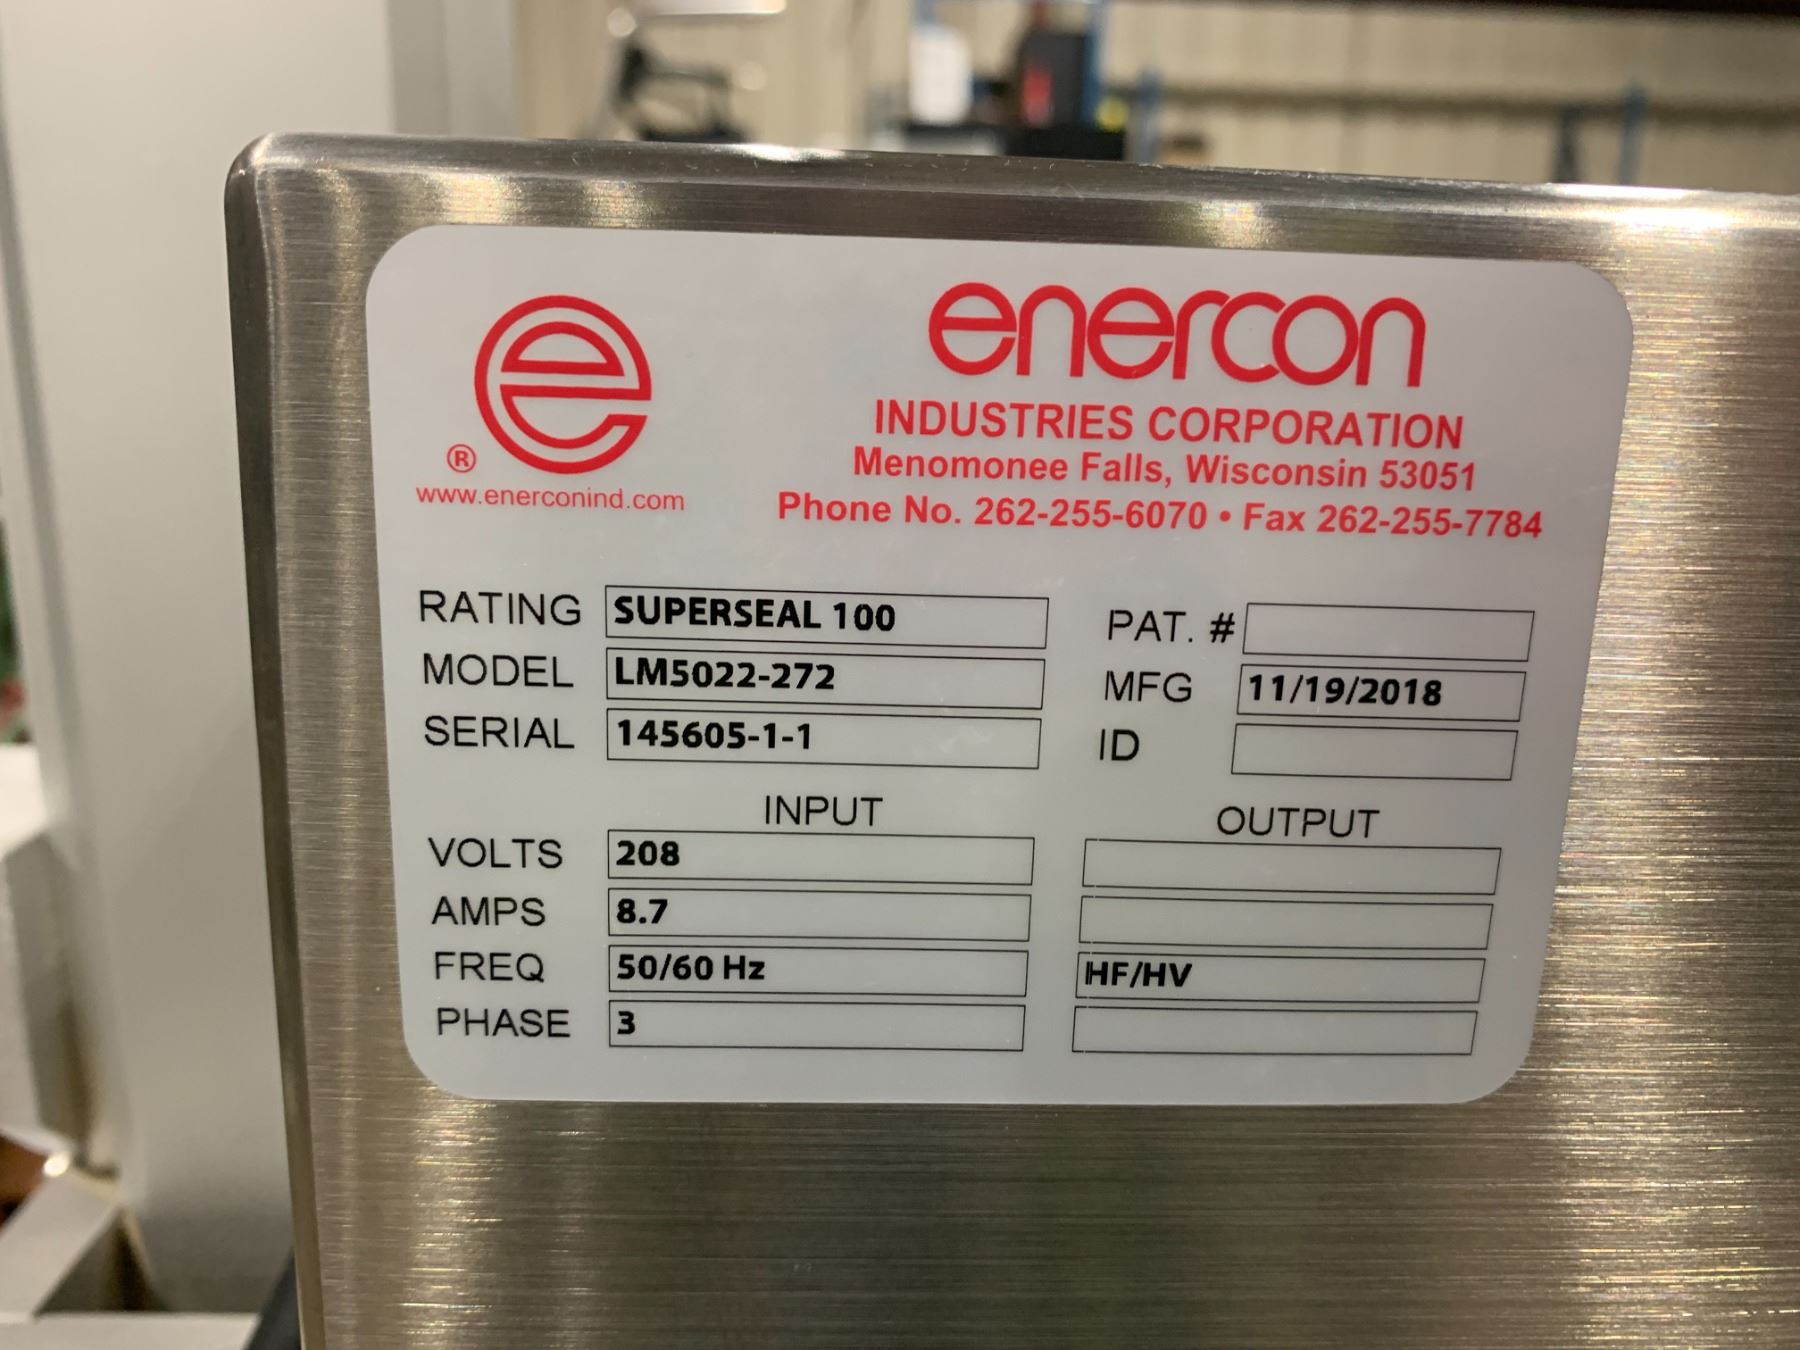 e
®
www.enerconind.com
enercon
INDUSTRIES CORPORATION
Menomonee Falls, Wisconsin 53051
Phone No. 262-255-6070 • Fax 262-255-7784
RATING SUPERSEAL 100 PAT. #
MODEL LM5022-272 MFG 11/19/2018
SERIAL 145605-1-1 ID
INPUT OUTPUT
VOLTS 208
AMPS 8.7
FREQ 50/60 Hz HF/HV
PHASE 3